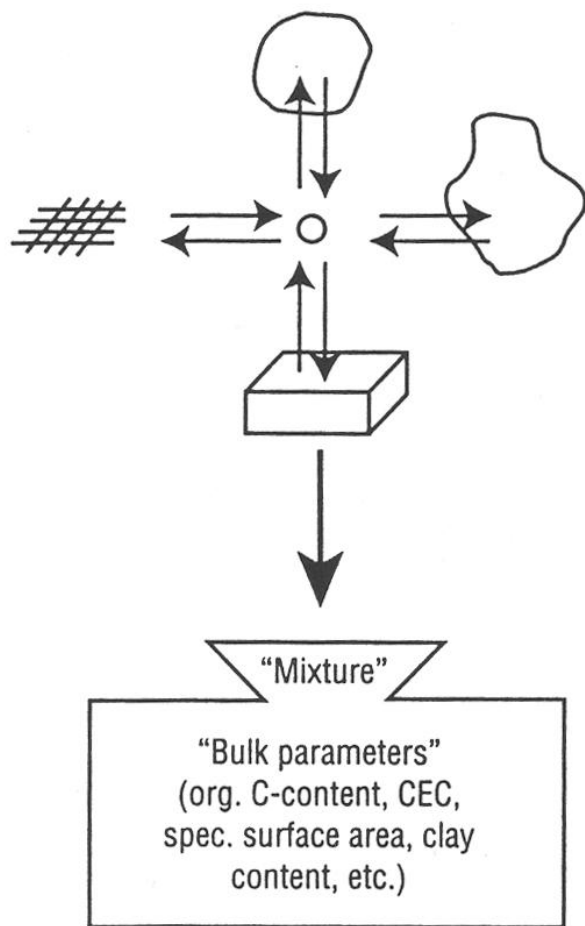 “Mixture”
“Bulk parameters”
(org. C-content, CEC,
spec. surface area, clay
content, etc.)